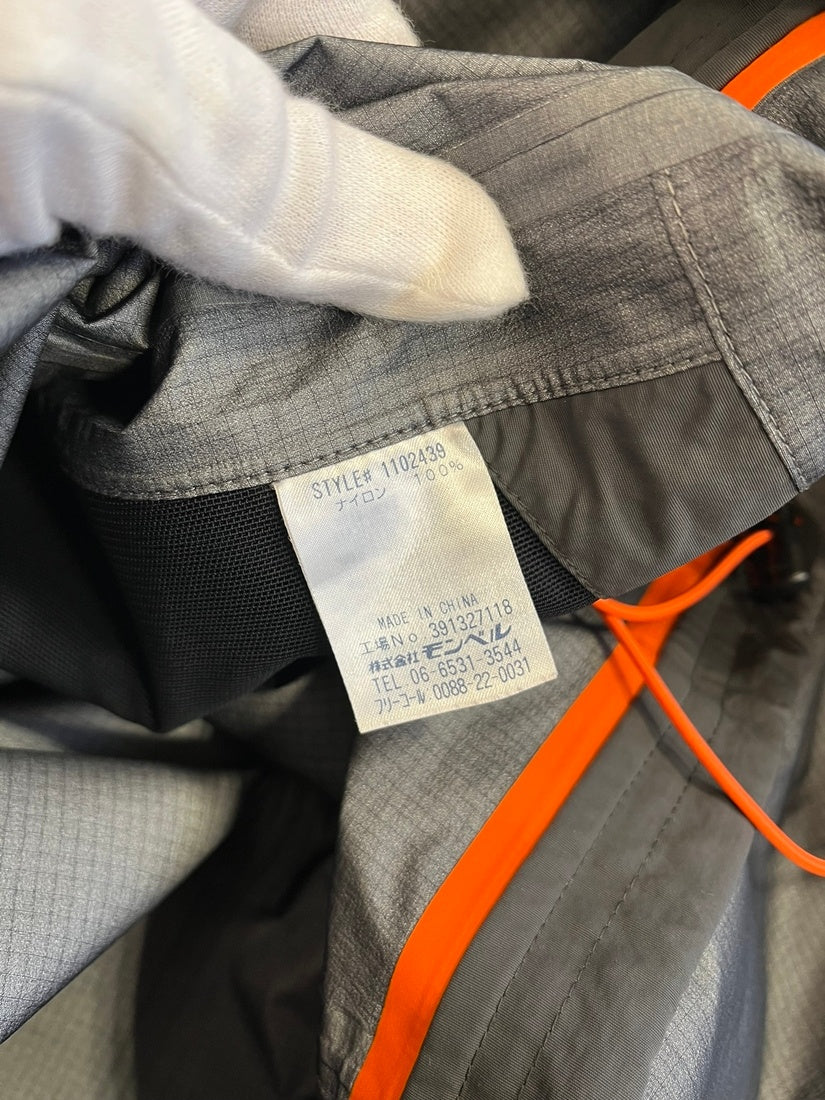 STYLE# 1102439
ナイロン 100%
MADE IN CHINA
工場No 391327118
株式会社モンベル
TEL 06-6531-3544
フリーコール 0088-22-0031